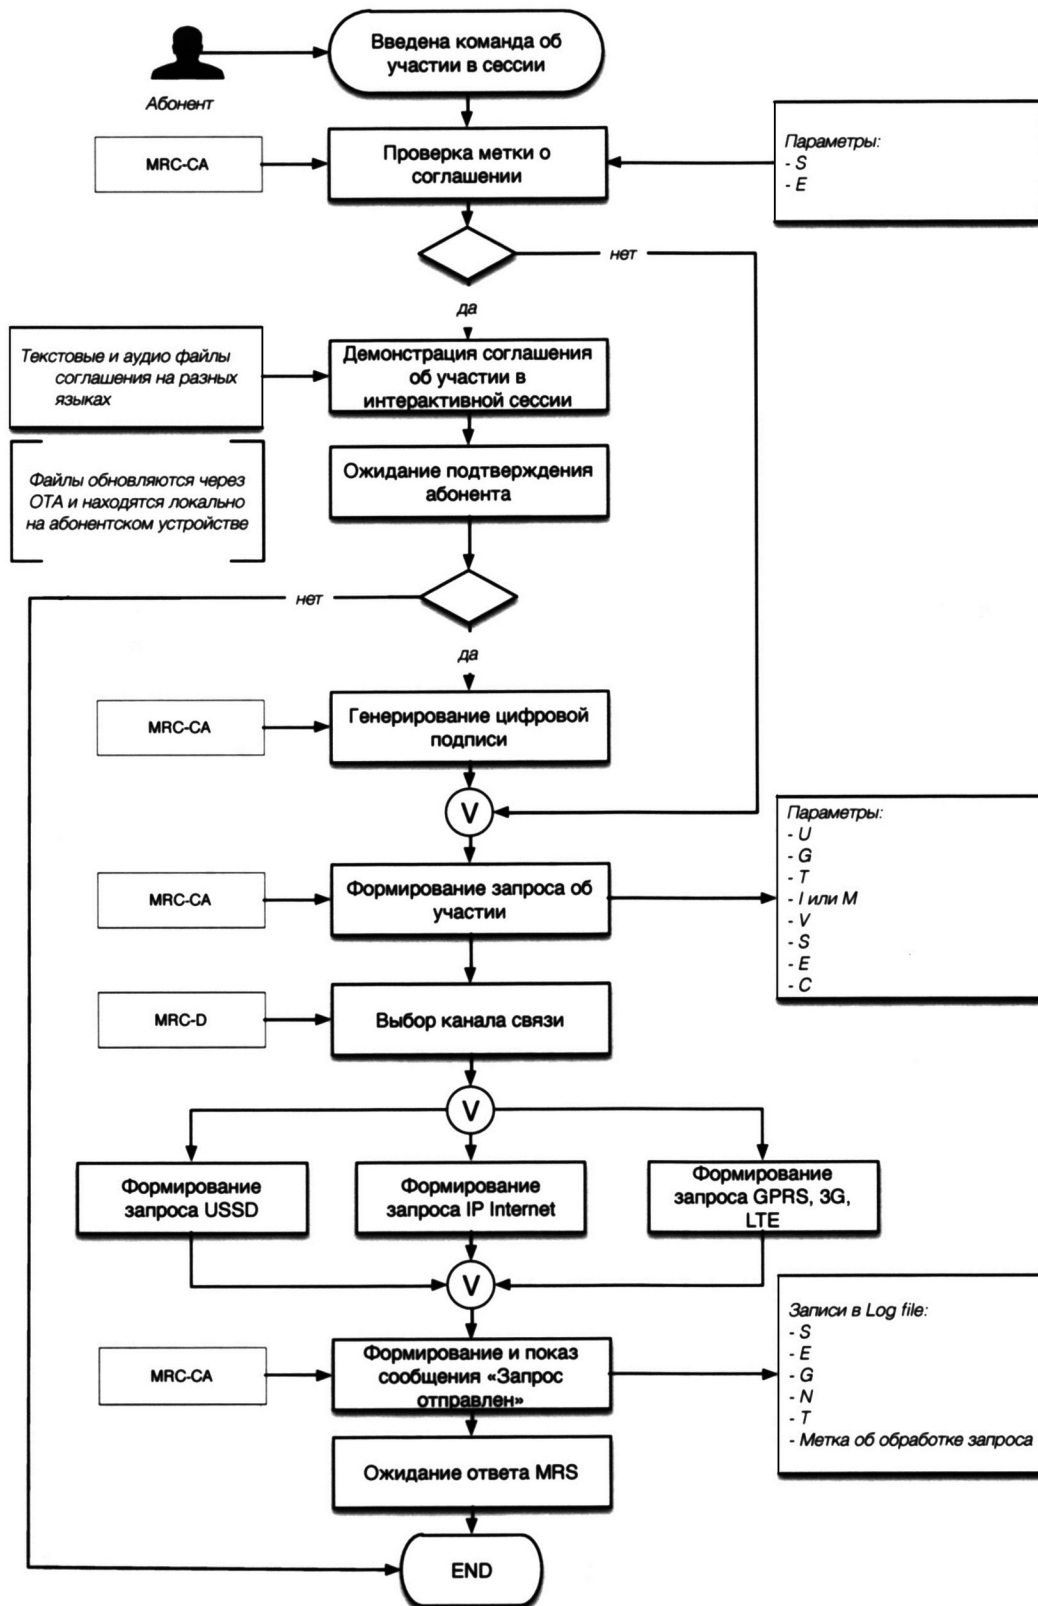 Введена команда об
участии в сессии
Абонент
MRC-CA
Проверка метки о
соглашении
Параметры:
- S
- E
нет
да
Текстовые и аудио файлы
соглашения на разных
языках
Демонстрация соглашения
об участии в
интерактивной сессии
Файлы обновляются через
ОТА и находятся локально
на абонентском устройстве
Ожидание подтверждения
абонента
нет
да
MRC-CA
Генерирование цифровой
подписи
V
Параметры:
- U
- G
- T
- I или M
- V
- S
- E
- C
MRC-CA
Формирование запроса об
участии
MRC-D
Выбор канала связи
V
Формирование
запроса USSD
Формирование
запроса IP Internet
Формирование
запроса GPRS, 3G,
LTE
V
Записи в Log file:
- S
- E
- G
- N
- T
- Метка об обработке запроса
MRC-CA
Формирование и показ
сообщения «Запрос
отправлен»
Ожидание ответа MRS
END